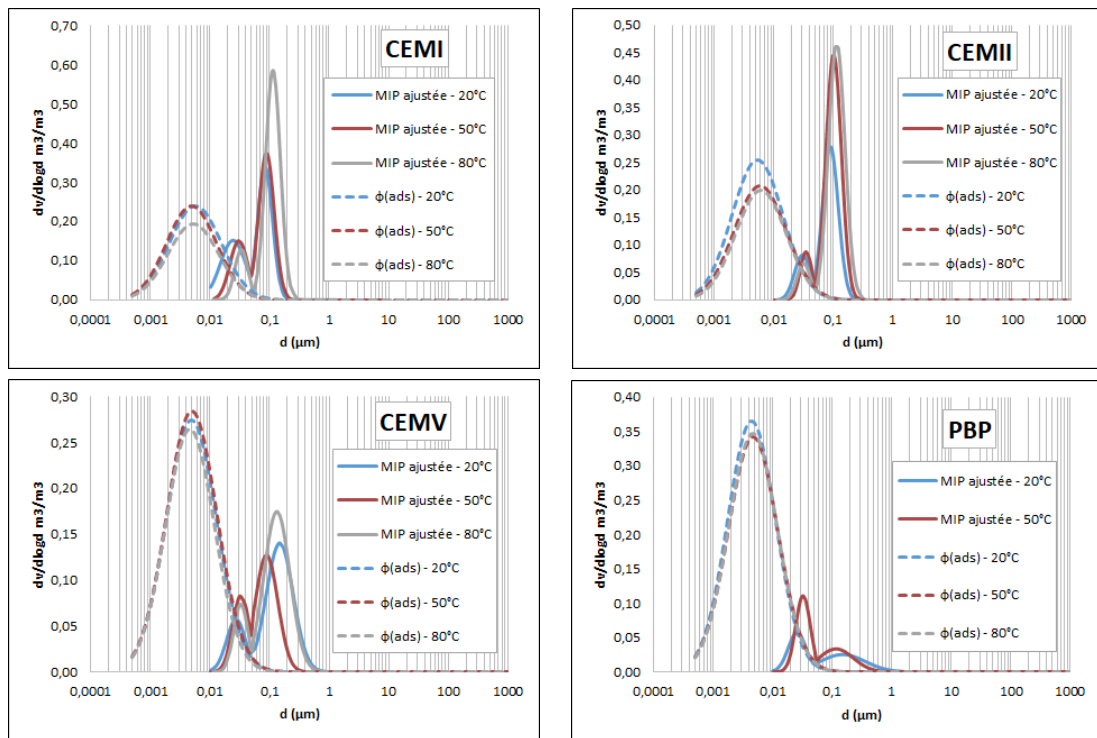 CEMI
dv/dlogd m3/m3
0,70
0,60
0,50
0,40
0,30
0,20
0,10
0,00
MIP ajustée - 20°C
MIP ajustée - 50°C
MIP ajustée - 80°C
ϕ(ads) - 20°C
ϕ(ads) - 50°C
ϕ(ads) - 80°C
0,0001 0,001 0,01 0,1 1 10 100 1000
d (µm)
CEMII
dv/dlogd m3/m3
0,50
0,45
0,40
0,35
0,30
0,25
0,20
0,15
0,10
0,05
0,00
MIP ajustée - 20°C
MIP ajustée - 50°C
MIP ajustée - 80°C
ϕ(ads) - 20°C
ϕ(ads) - 50°C
ϕ(ads) - 80°C
0,0001 0,001 0,01 0,1 1 10 100 1000
d (µm)
CEMV
dv/dlogd m3/m3
0,30
0,25
0,20
0,15
0,10
0,05
0,00
MIP ajustée - 20°C
MIP ajustée - 50°C
MIP ajustée - 80°C
ϕ(ads) - 20°C
ϕ(ads) - 50°C
ϕ(ads) - 80°C
0,0001 0,001 0,01 0,1 1 10 100 1000
d (µm)
PBP
dv/dlogd m3/m3
0,40
0,35
0,30
0,25
0,20
0,15
0,10
0,05
0,00
MIP ajustée - 20°C
MIP ajustée - 50°C
ϕ(ads) - 20°C
ϕ(ads) - 50°C
ϕ(ads) - 80°C
0,0001 0,001 0,01 0,1 1 10 100 1000
d (µm)